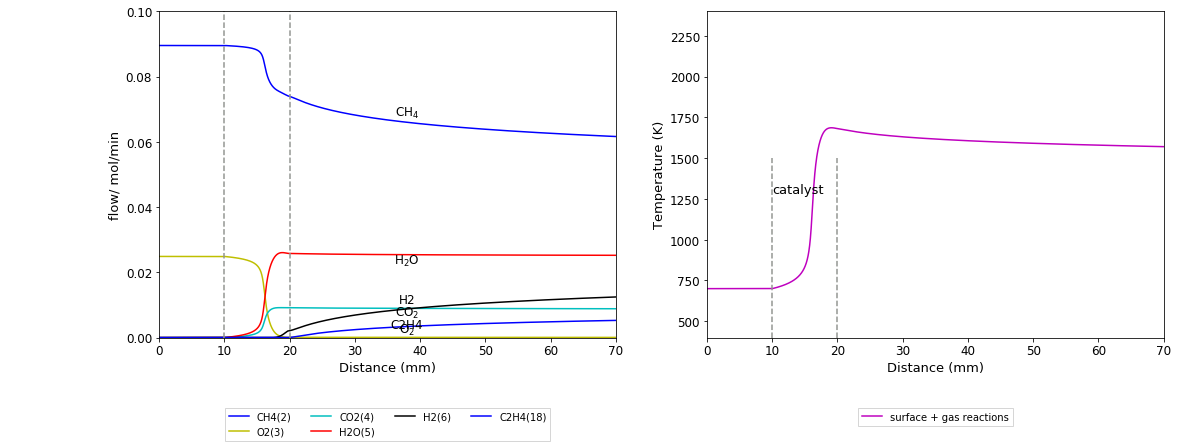 0.10
0.08
0.06
0.04
0.02
0.00
flow/ mol/min
CH₄
H₂O
H2
CO₂
C2H4
O₂
0 10 20 30 40 50 60 70
Distance (mm)
CH4(2) CO2(4) H2(6) C2H4(18)
O2(3) H2O(5)
2250
2000
1750
1500
1250
1000
750
500
Temperature (K)
catalyst
0 10 20 30 40 50 60 70
Distance (mm)
surface + gas reactions